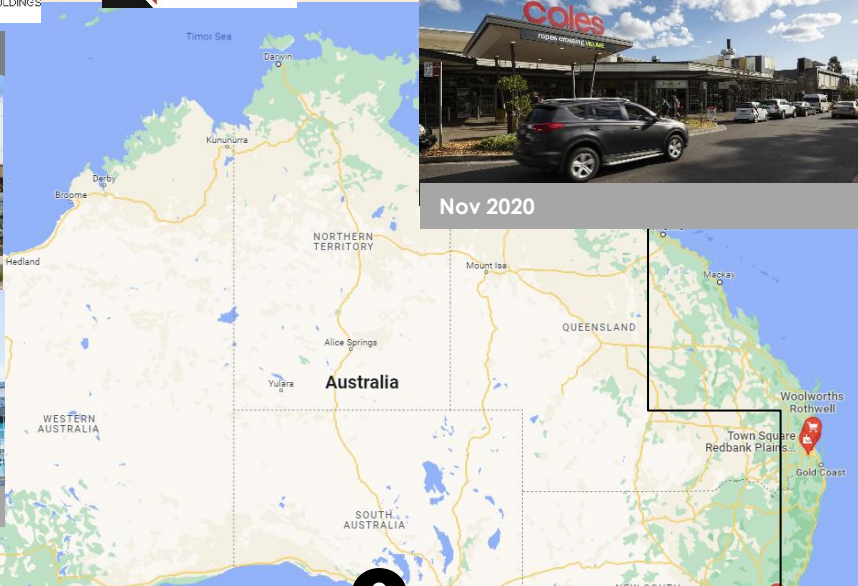 Timor Sea
Coles
ropes crossing VILLAGE
Darwin
Kununurra
Derby
Broome
Nov 2020
NORTHERN
TERRITORY
Hedland
Mount Isa
Mackay
QUEENSLAND
Alice Springs
Yulara
Australia
Woolworths
Rothwell
WESTERN
AUSTRALIA
Town Square
Redbank Plains...
Gold Coast
SOUTH
AUSTRALIA